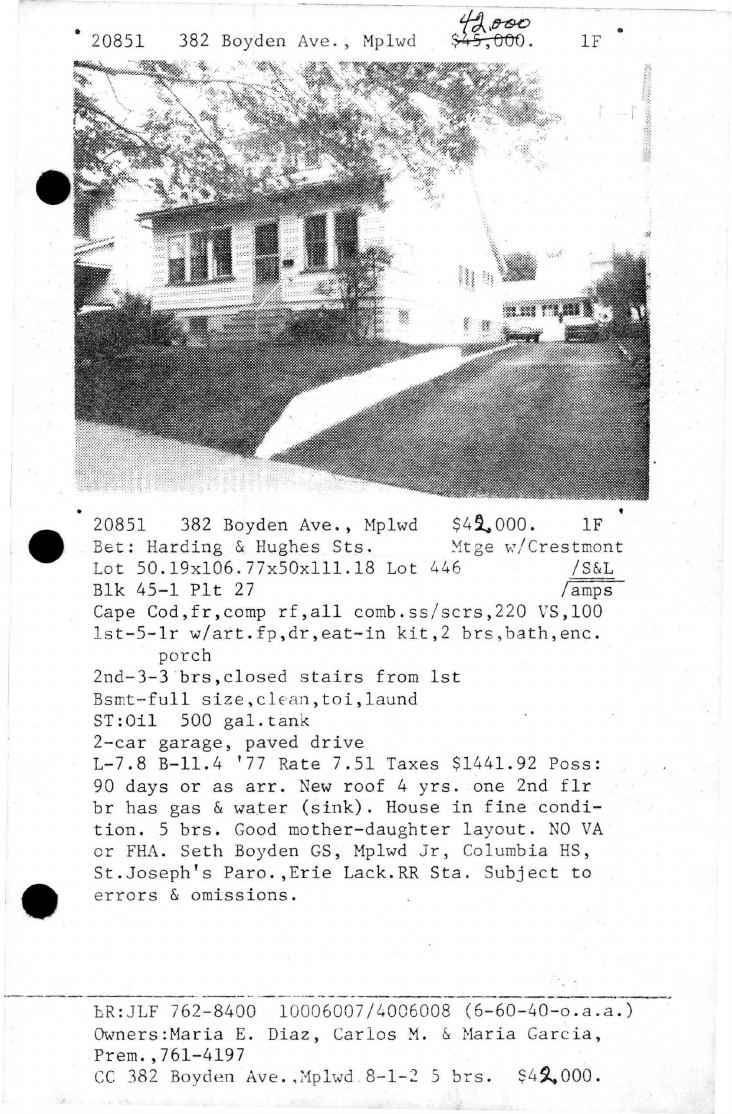 42,000
20851 382 Boyden Ave., Mplwd $45,000. 1F
20851 382 Boyden Ave., Mplwd $42,000. 1F
Bet: Harding & Hughes Sts. Mtge w/Crestmont
Lot 50.19x106.77x50x111.18 Lot 446 /S&L
Blk 45-1 Plt 27 /amps
Cape Cod,fr,comp rf,all comb.ss/scrs,220 VS,100
1st-5-lr w/art.fp,dr,eat-in kit,2 brs,bath,enc.
porch
2nd-3-3 brs,closed stairs from 1st
Bsmt-full size,clean,toi,laund
ST:Oil 500 gal.tank
2-car garage, paved drive
L-7.8 B-11.4 '77 Rate 7.51 Taxes $1441.92 Poss:
90 days or as arr. New roof 4 yrs. one 2nd flr
br has gas & water (sink). House in fine condi-
tion. 5 brs. Good mother-daughter layout. NO VA
or FHA. Seth Boyden GS, Mplwd Jr, Columbia HS,
St.Joseph's Paro.,Erie Lack.RR Sta. Subject to
errors & omissions.
LR:JLF 762-8400 10006007/4006008 (6-60-40-o.a.a.)
Owners:Maria E. Diaz, Carlos M. & Maria Garcia,
Prem.,761-4197
CC 382 Boyden Ave.,Mplwd 8-1-2 5 brs. $42,000.